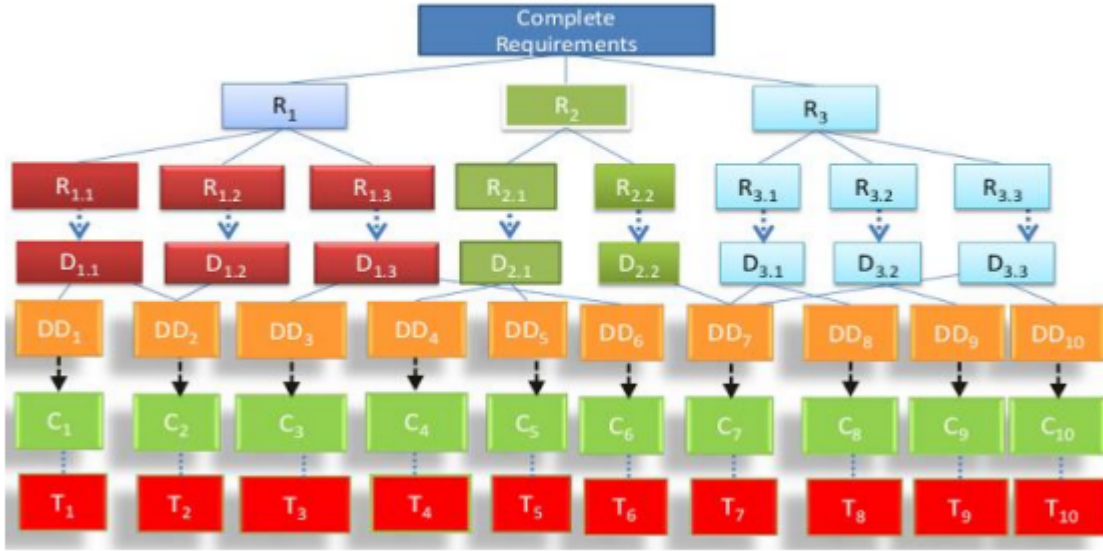 Complete
Requirements
R1
R2
R3
R1.1
R1.2
R1.3
R2.1
R2.2
R3.1
R3.2
R3.3
D1.1
D1.2
D1.3
D2.1
D2.2
D3.1
D3.2
D3.3
DD1
DD2
DD3
DD4
DD5
DD6
DD7
DD8
DD9
DD10
C1
C2
C3
C4
C5
C6
C7
C8
C9
C10
T1
T2
T3
T4
T5
T6
T7
T8
T9
T10